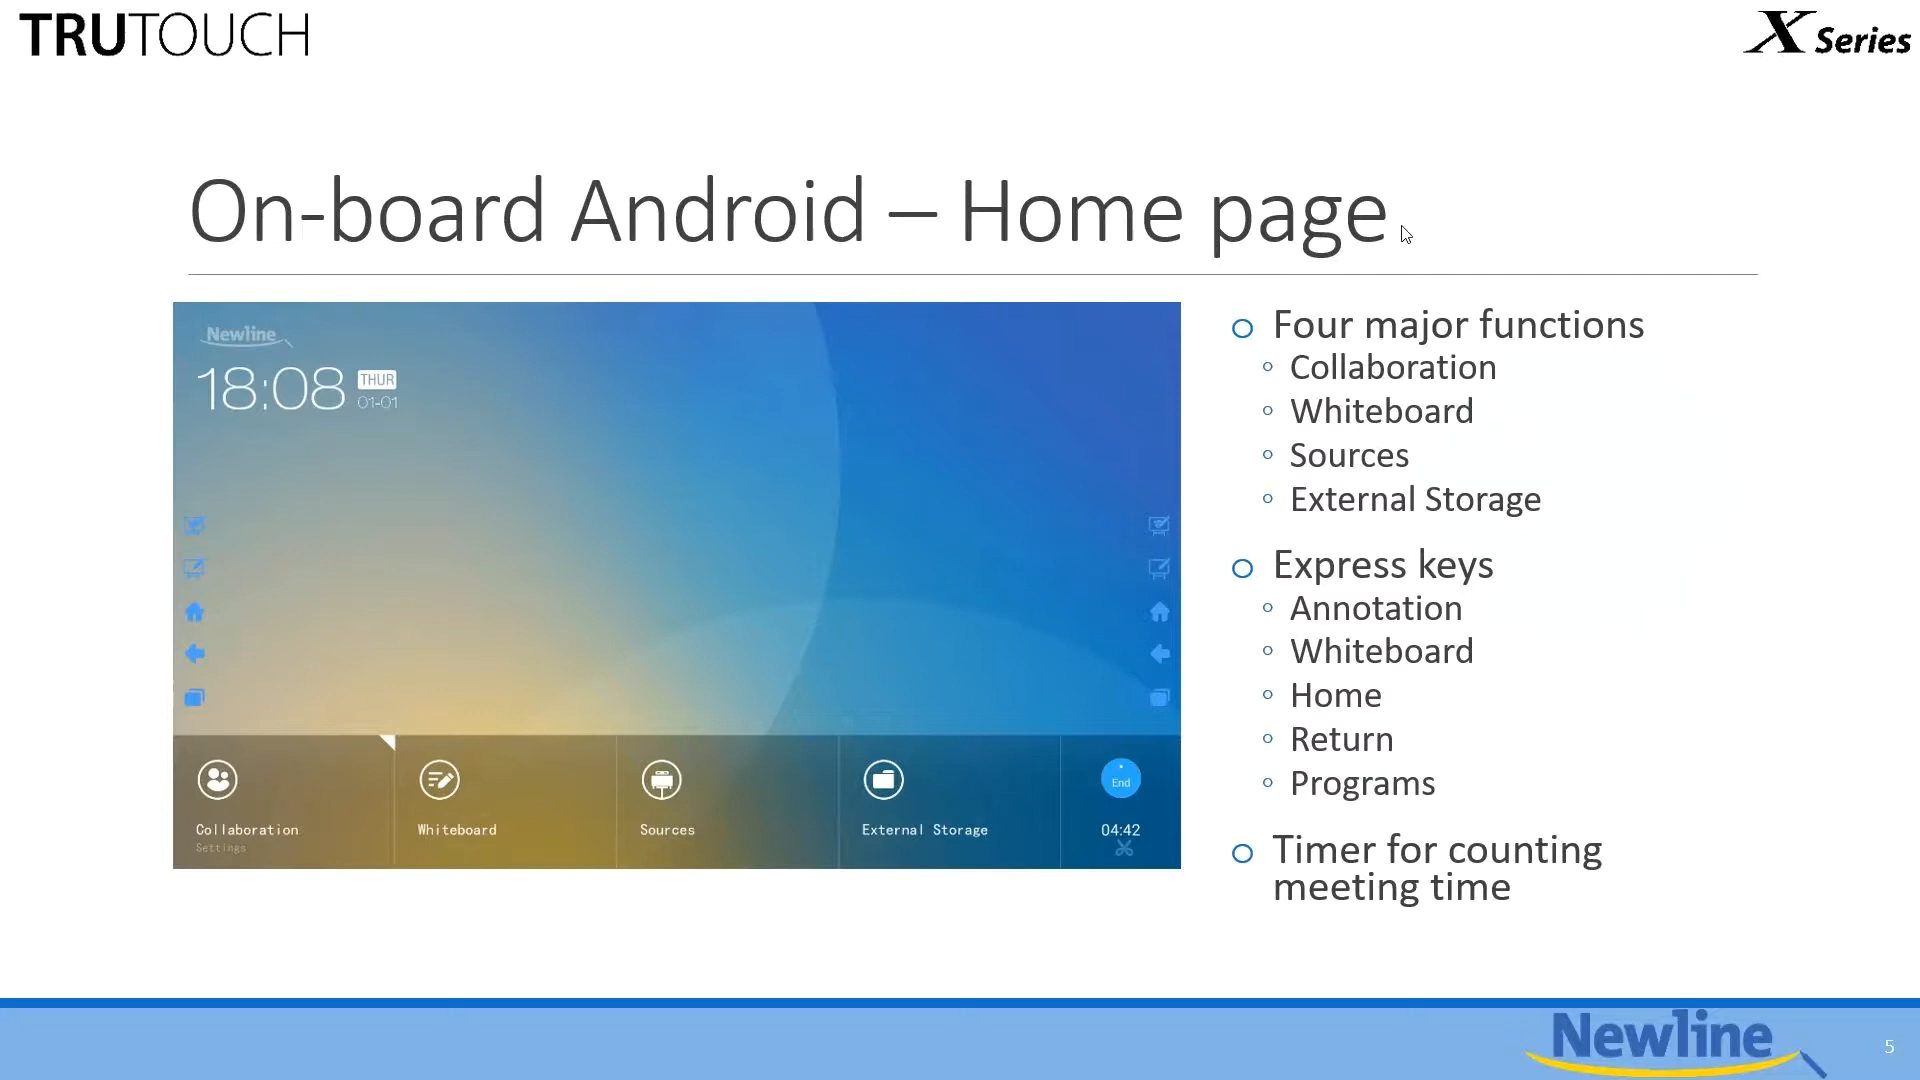 TRUTOUCH
X Series
On-board Android – Home page
Newline
18:08 THUR
01-01
Collaboration
Settings
Whiteboard
Sources
External Storage
End
04:42
Four major functions
Collaboration
Whiteboard
Sources
External Storage
Express keys
Annotation
Whiteboard
Home
Return
Programs
Timer for counting
meeting time
Newline
5